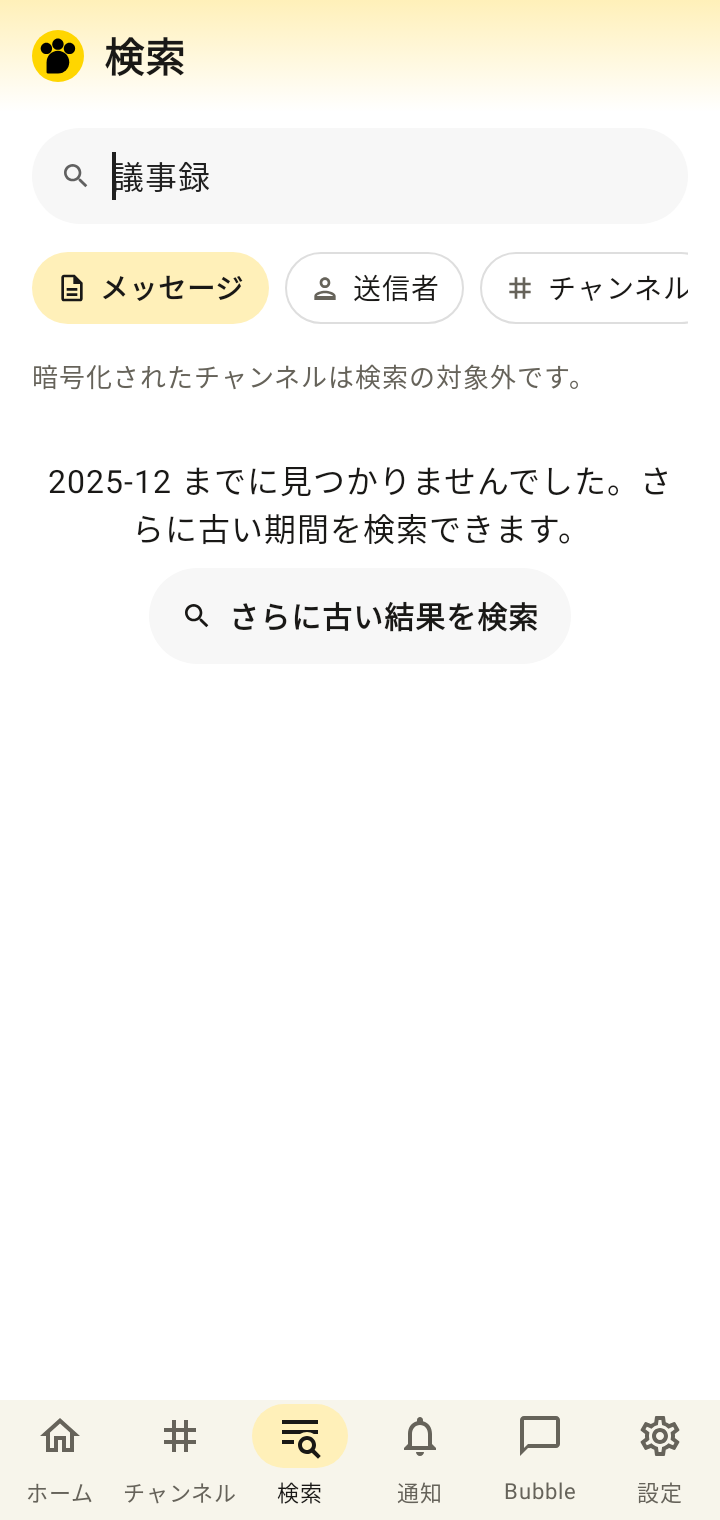 検索
議事録
メッセージ
送信者
チャンネル
暗号化されたチャンネルは検索の対象外です。
2025-12 までに見つかりませんでした。さ
らに古い期間を検索できます。
さらに古い結果を検索
ホーム
チャンネル
検索
通知
Bubble
設定